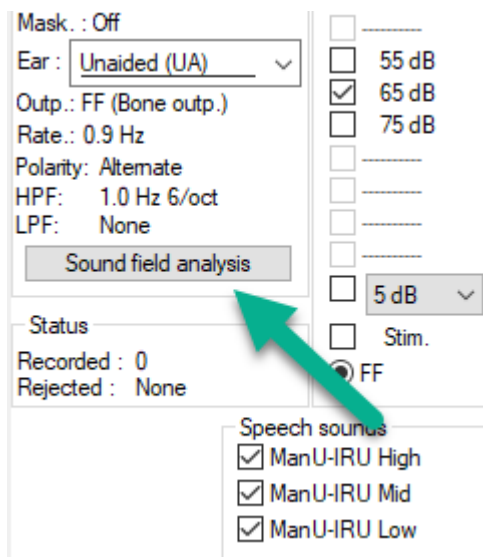 Mask. : Off
Ear : Unaided (UA)
Outp.: FF (Bone outp.)
Rate.: 0.9 Hz
Polarity: Alternate
HPF: 1.0 Hz 6/oct
LPF: None
Sound field analysis
Status
Recorded : 0
Rejected : None
----------
55 dB
65 dB
75 dB
----------
----------
----------
----------
5 dB
Stim.
FF
Speech sounds
ManU-IRU High
ManU-IRU Mid
ManU-IRU Low